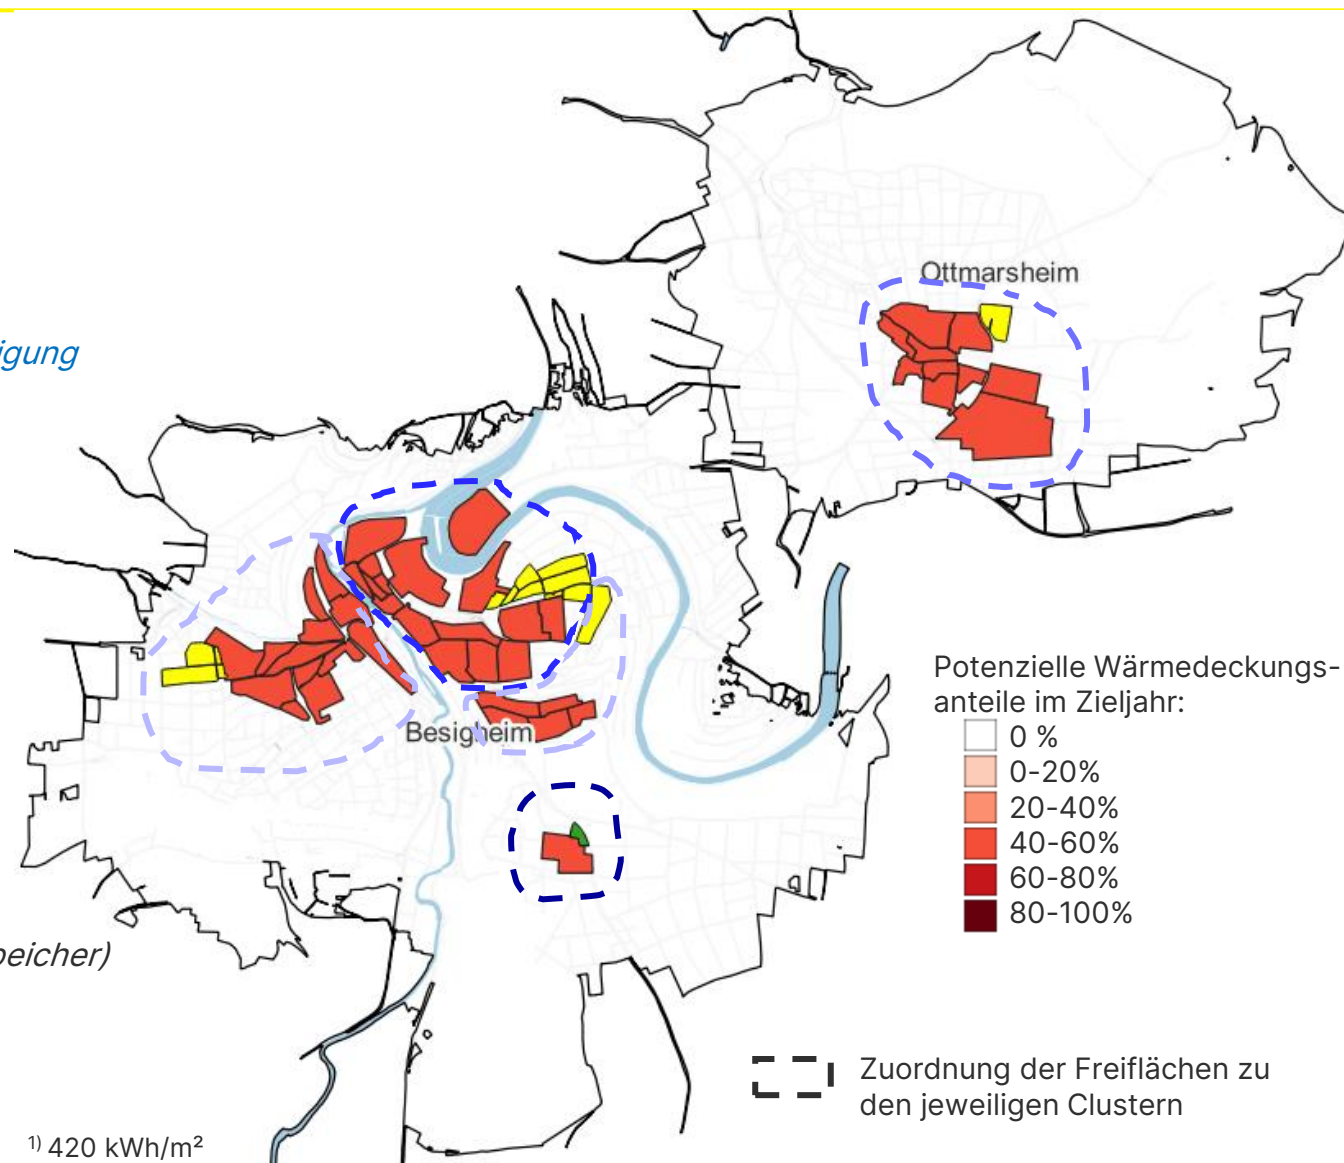 Ottmarsheim
igung
Besigheim
Potenzielle Wärmedeckungs-
anteile im Zieljahr:
0 %
0-20%
20-40%
40-60%
60-80%
80-100%
peicher)
Zuordnung der Freiflächen zu
den jeweiligen Clustern
¹⁾ 420 kWh/m²